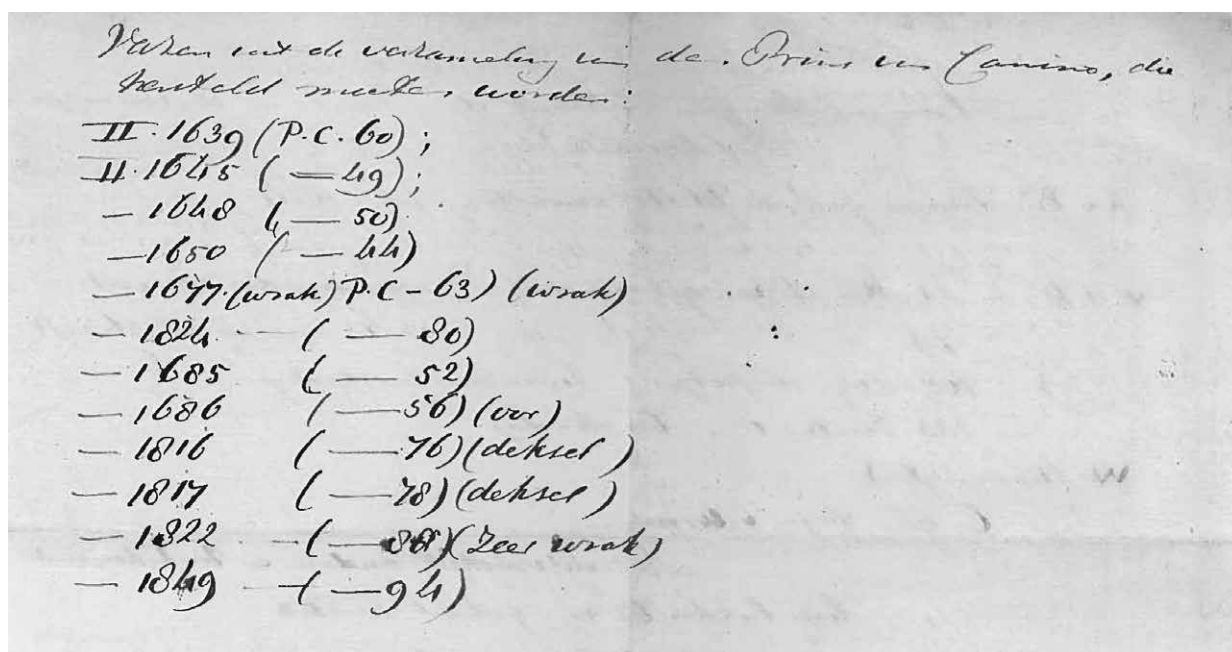 Vazen uit de verzameling van de Prins van Canino, die
hersteld moeten worden:
II. 1639 (P.C. 60);
II. 1645 ( — 49);
— 1648 ( — 50)
— 1650 ( — 44)
— 1677 (wrak) P.C — 63) (wrak)
— 1824 — ( — 80)
— 1685 ( — 52)
— 1686 ( — 56) (oor)
— 1816 ( — 76) (deksel)
— 1817 ( — 78) (deksel)
— 1822 — ( — (Zeer wrak)
— 1849 — ( — 94)